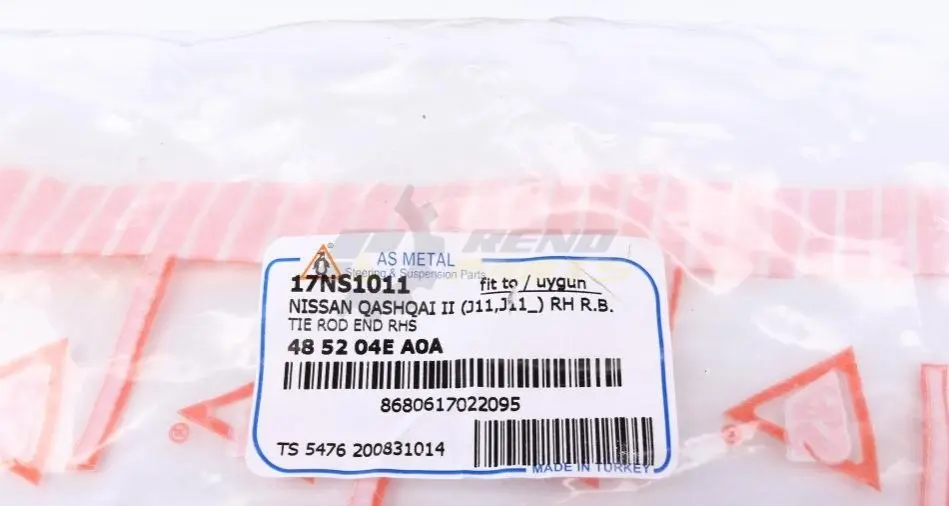 REND
AS METAL
Steering & Suspension Parts
17NS1011 fit to / uygun
NISSAN QASHQAI II (J11,J11_) RH R.B.
TIE ROD END RHS
48 52 04E A0A
8680617022095
TS 5476 200831014
MADE IN TURKEY